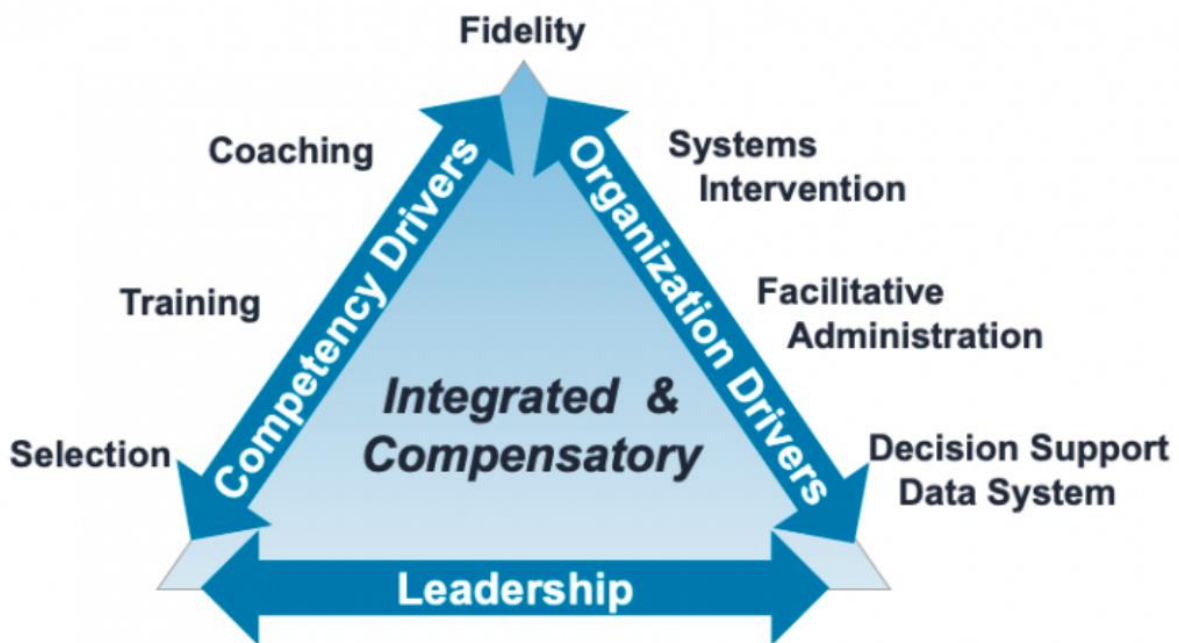 Fidelity
Coaching
Systems
Intervention
Competency Drivers
Organization Drivers
Training
Facilitative
Administration
Integrated &
Compensatory
Selection
Decision Support
Data System
Leadership